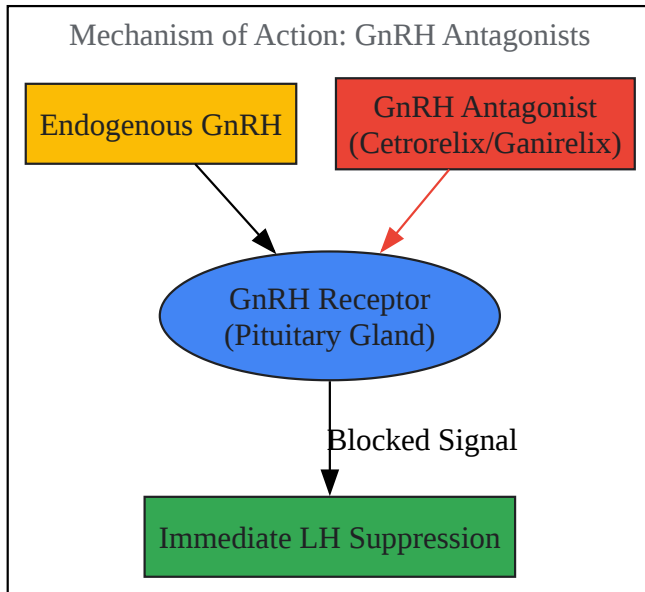 Mechanism of Action: GnRH Antagonists
Endogenous GnRH
GnRH Antagonist
(Cetrorelix/Ganirelix)
GnRH Receptor
(Pituitary Gland)
Blocked Signal
Immediate LH Suppression